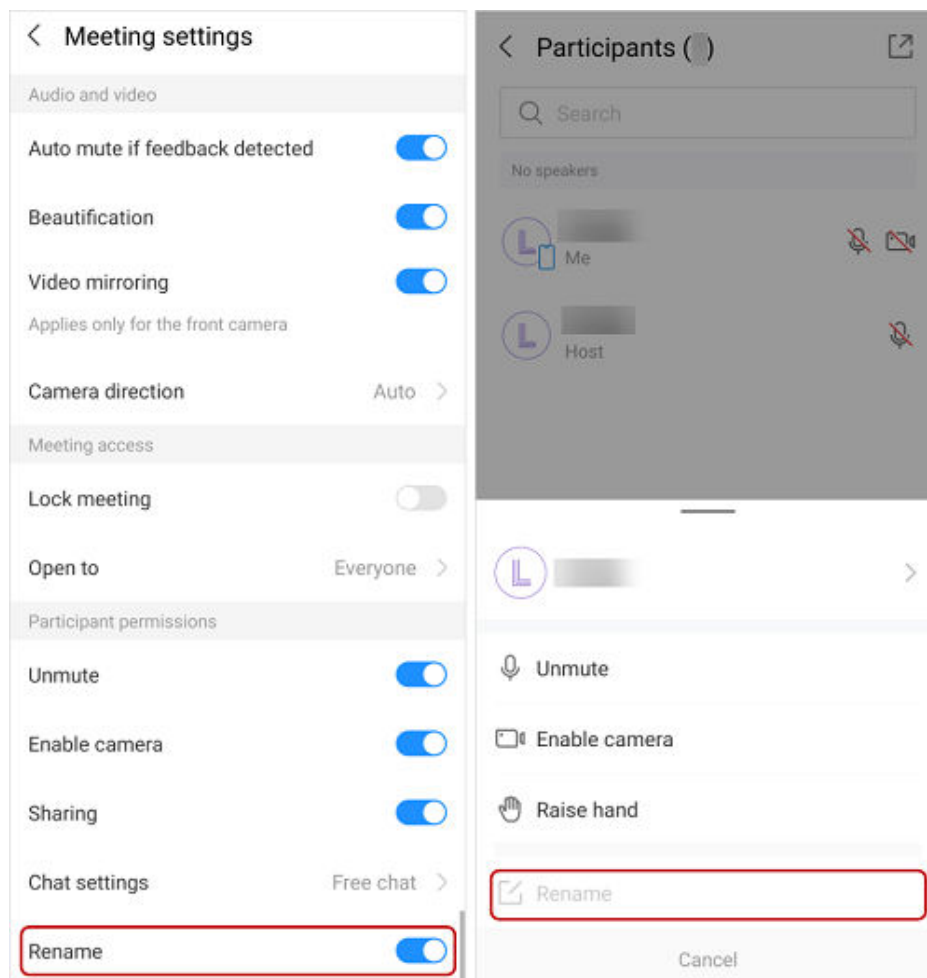 Meeting settings
Audio and video
Auto mute if feedback detected
Beautification
Video mirroring
Applies only for the front camera
Camera direction Auto
Meeting access
Lock meeting
Open to Everyone
Participant permissions
Unmute
Enable camera
Sharing
Chat settings Free chat
Rename
Participants ( )
Search
No speakers
L
Me
L
Host
L
Unmute
Enable camera
Raise hand
Rename
Cancel